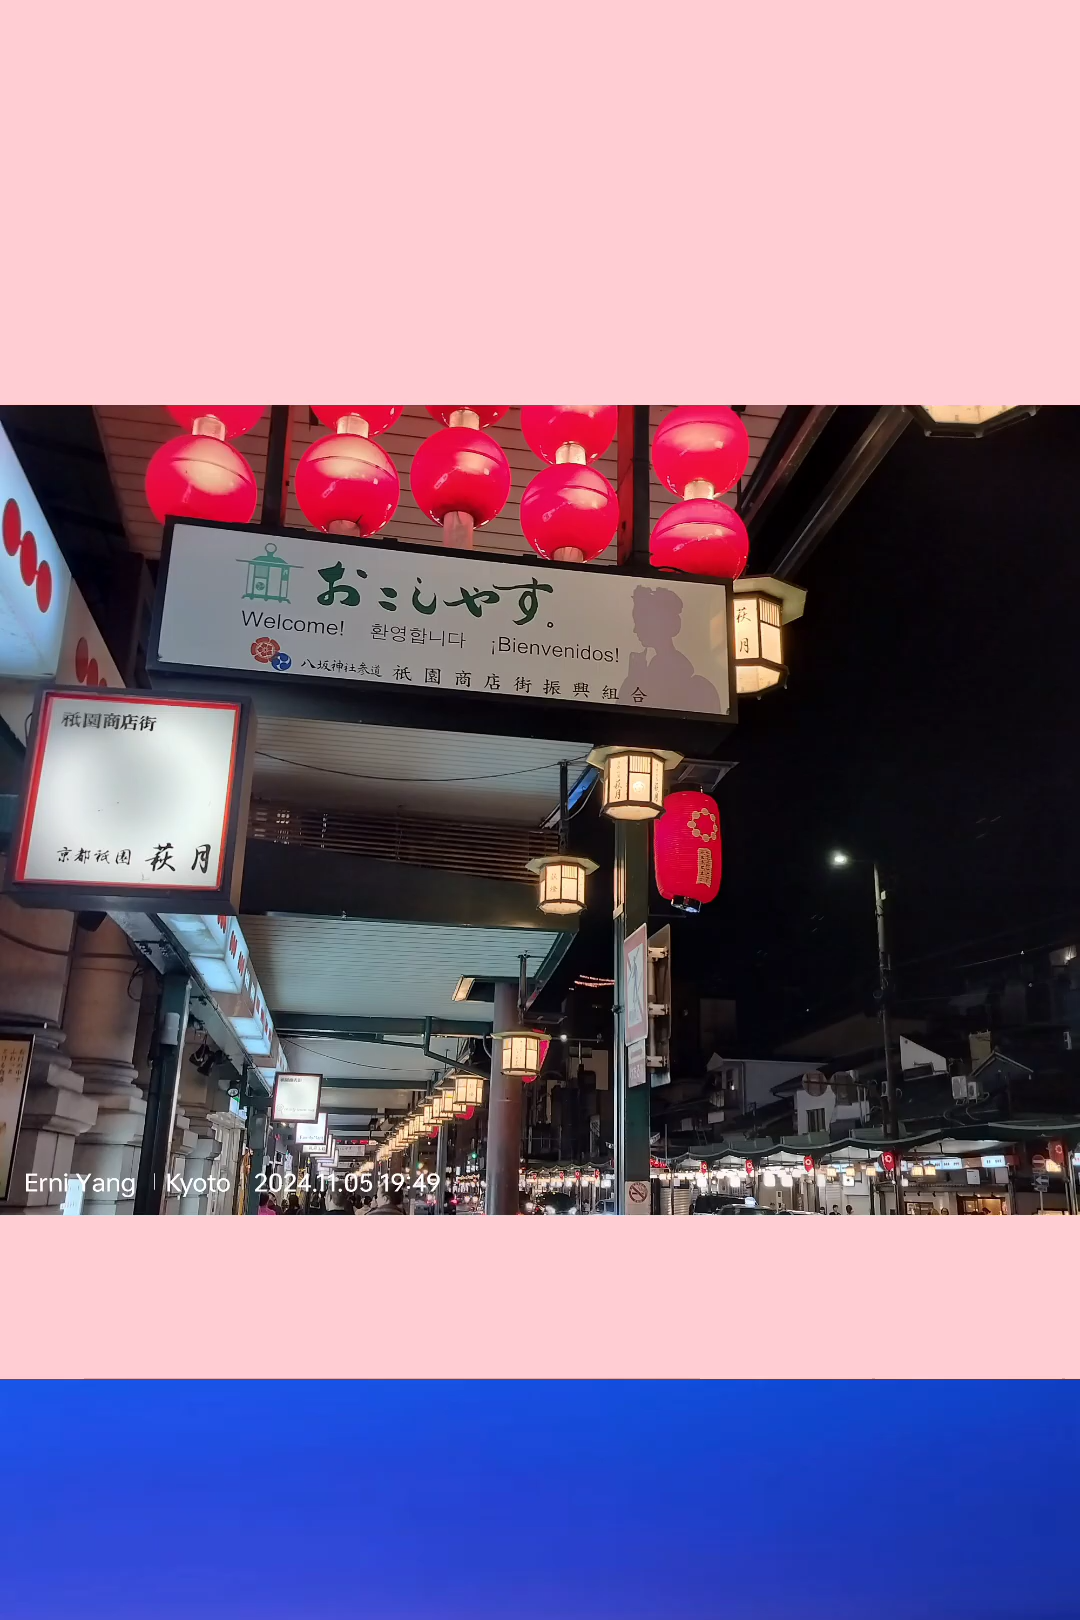 おこしやす。
Welcome! 환영합니다 ¡Bienvenidos!
八坂神社参道 祇園商店街振興組合
萩月
祇園商店街
京都祇園 萩月
Erni Yang | Kyoto 2024.11.05 19:49